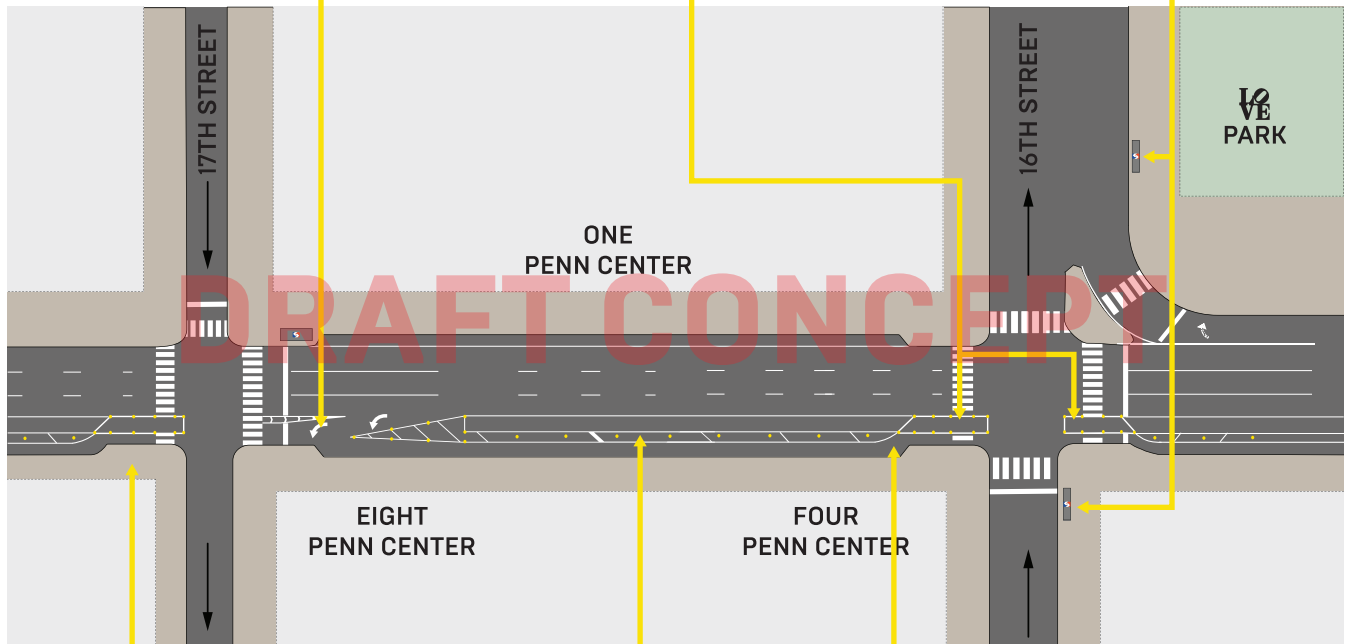 17TH STREET
16TH STREET
LOVE
PARK
ONE
PENN CENTER
DRAFT CONCEPT
EIGHT
PENN CENTER
FOUR
PENN CENTER